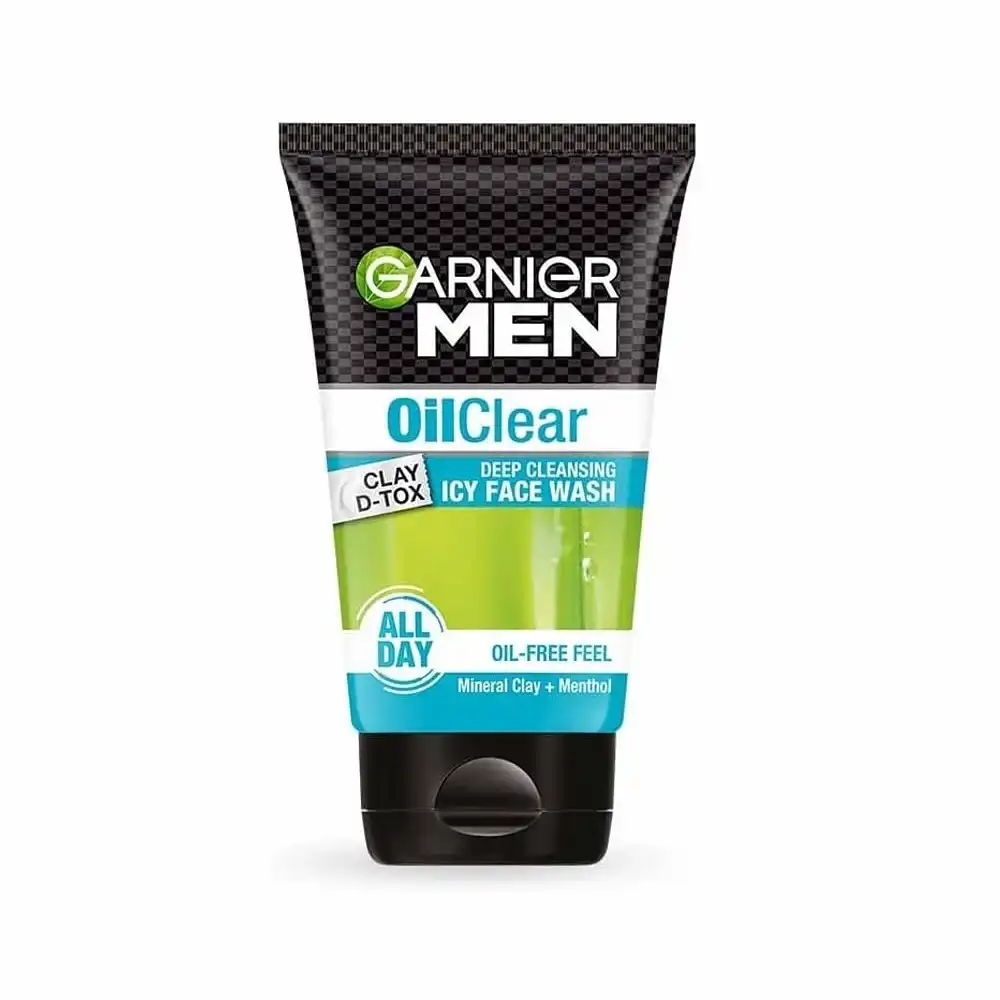 GARNIER
MEN
OilClear
CLAY
D-TOX
DEEP CLEANSING
ICY FACE WASH
ALL
DAY
OIL-FREE FEEL
Mineral Clay + Menthol